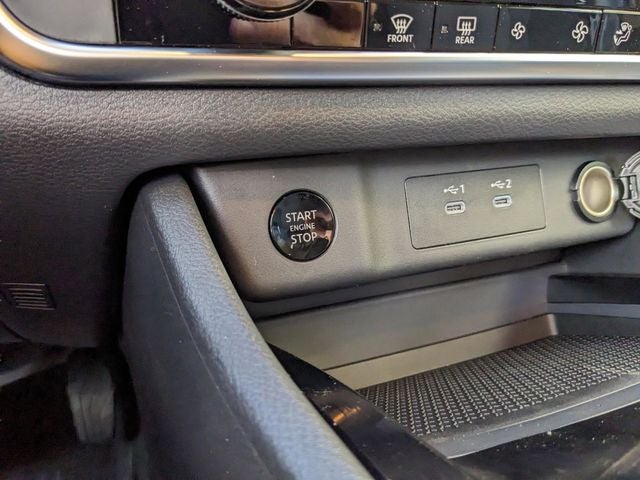 FRONT
REAR
1
2
START
ENGINE
STOP